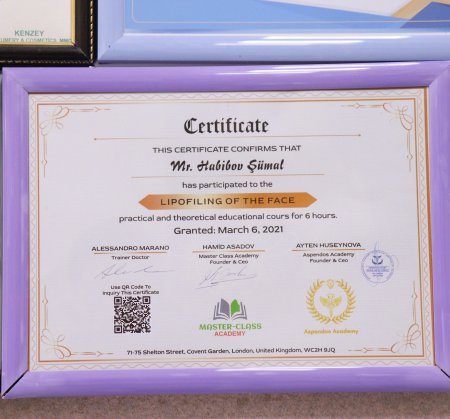 KENZEY
Certificate
THIS CERTIFICATE CONFIRMS THAT
Mr. Habibov Şümal
has participated to the
LIPOFILING OF THE FACE
practical and theoretical educational cours for 6 hours.
Granted: March 6, 2021
ALESSANDRO MARANO
Trainer Doctor
HAMİD ASADOV
Master Class Academy
Founder & Ceo
AYTEN HUSEYNOVA
Aspendos Academy
Founder & Ceo
Use QR Code To
Inquiry This Certificate
MASTER-CLASS
ACADEMY
Aspendos Academy
71-75 Shelton Street, Covent Garden, London, United Kingdom, WC2H 9JQ